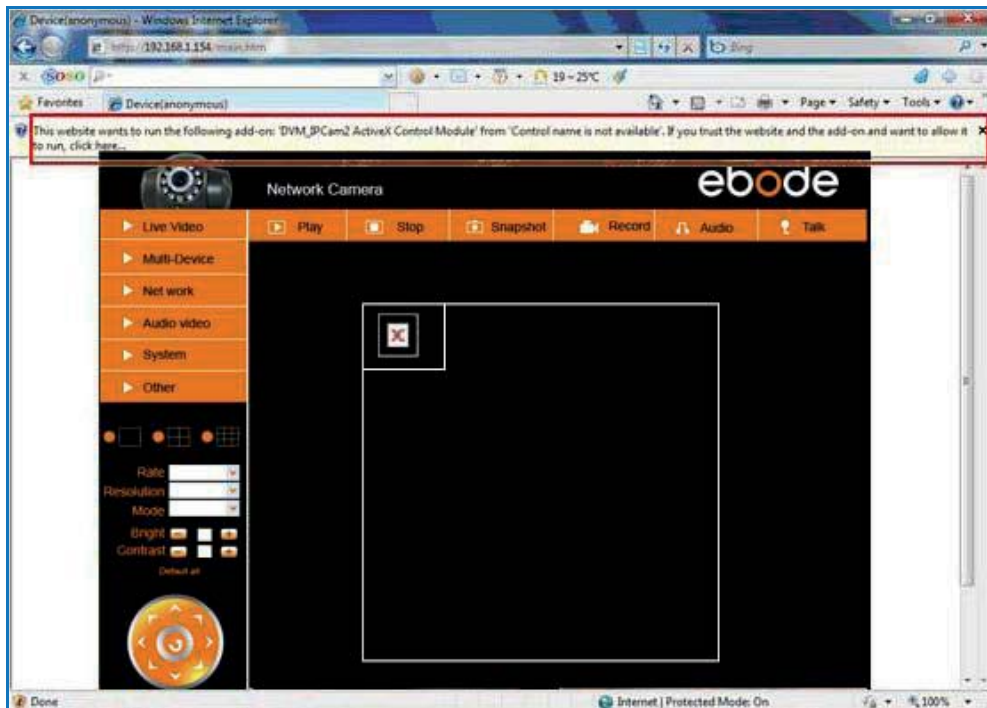 Device(anonymous) - Windows Internet Explorer
http://192.168.1.154/main.htm
Bing
SOSO
19~25℃
Favorites
Device(anonymous)
Page
Safety
Tools
This website wants to run the following add-on: 'DVM_IPCam2 ActiveX Control Module' from 'Control name is not available'. If you trust the website and the add-on and want to allow it
to run, click here...
Network Camera
ebode
Live Video
Play
Stop
Snapshot
Record
Audio
Talk
Multi-Device
Net work
Audio video
System
Other
Rate
Resolution
Mode
Bright
Contrast
Default all
Done
Internet | Protected Mode: On
100%